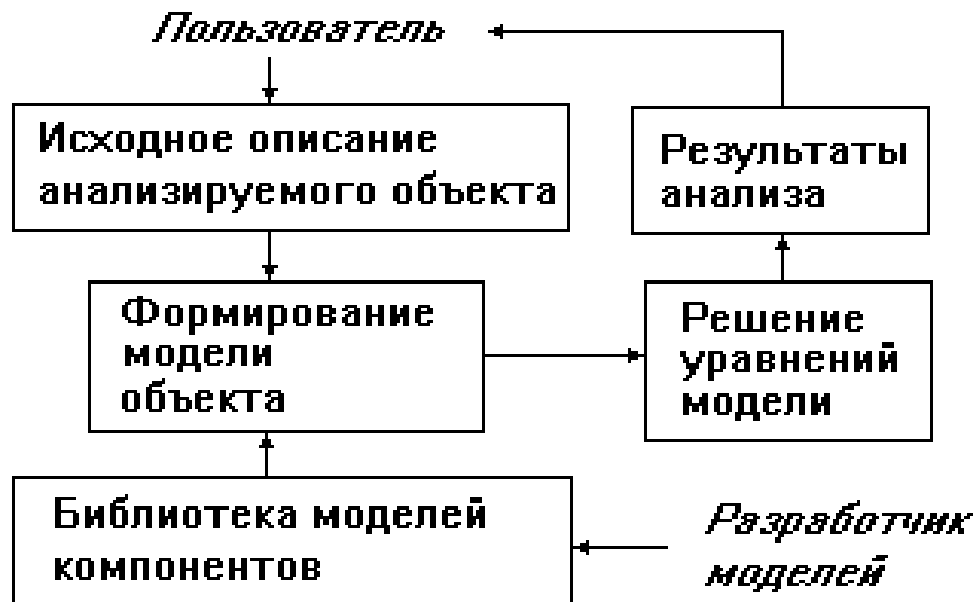 Пользователь
Исходное описание
анализируемого объекта
Результаты
анализа
Формирование
модели
объекта
Решение
уравнений
модели
Библиотека моделей
компонентов
Разработчик
моделей